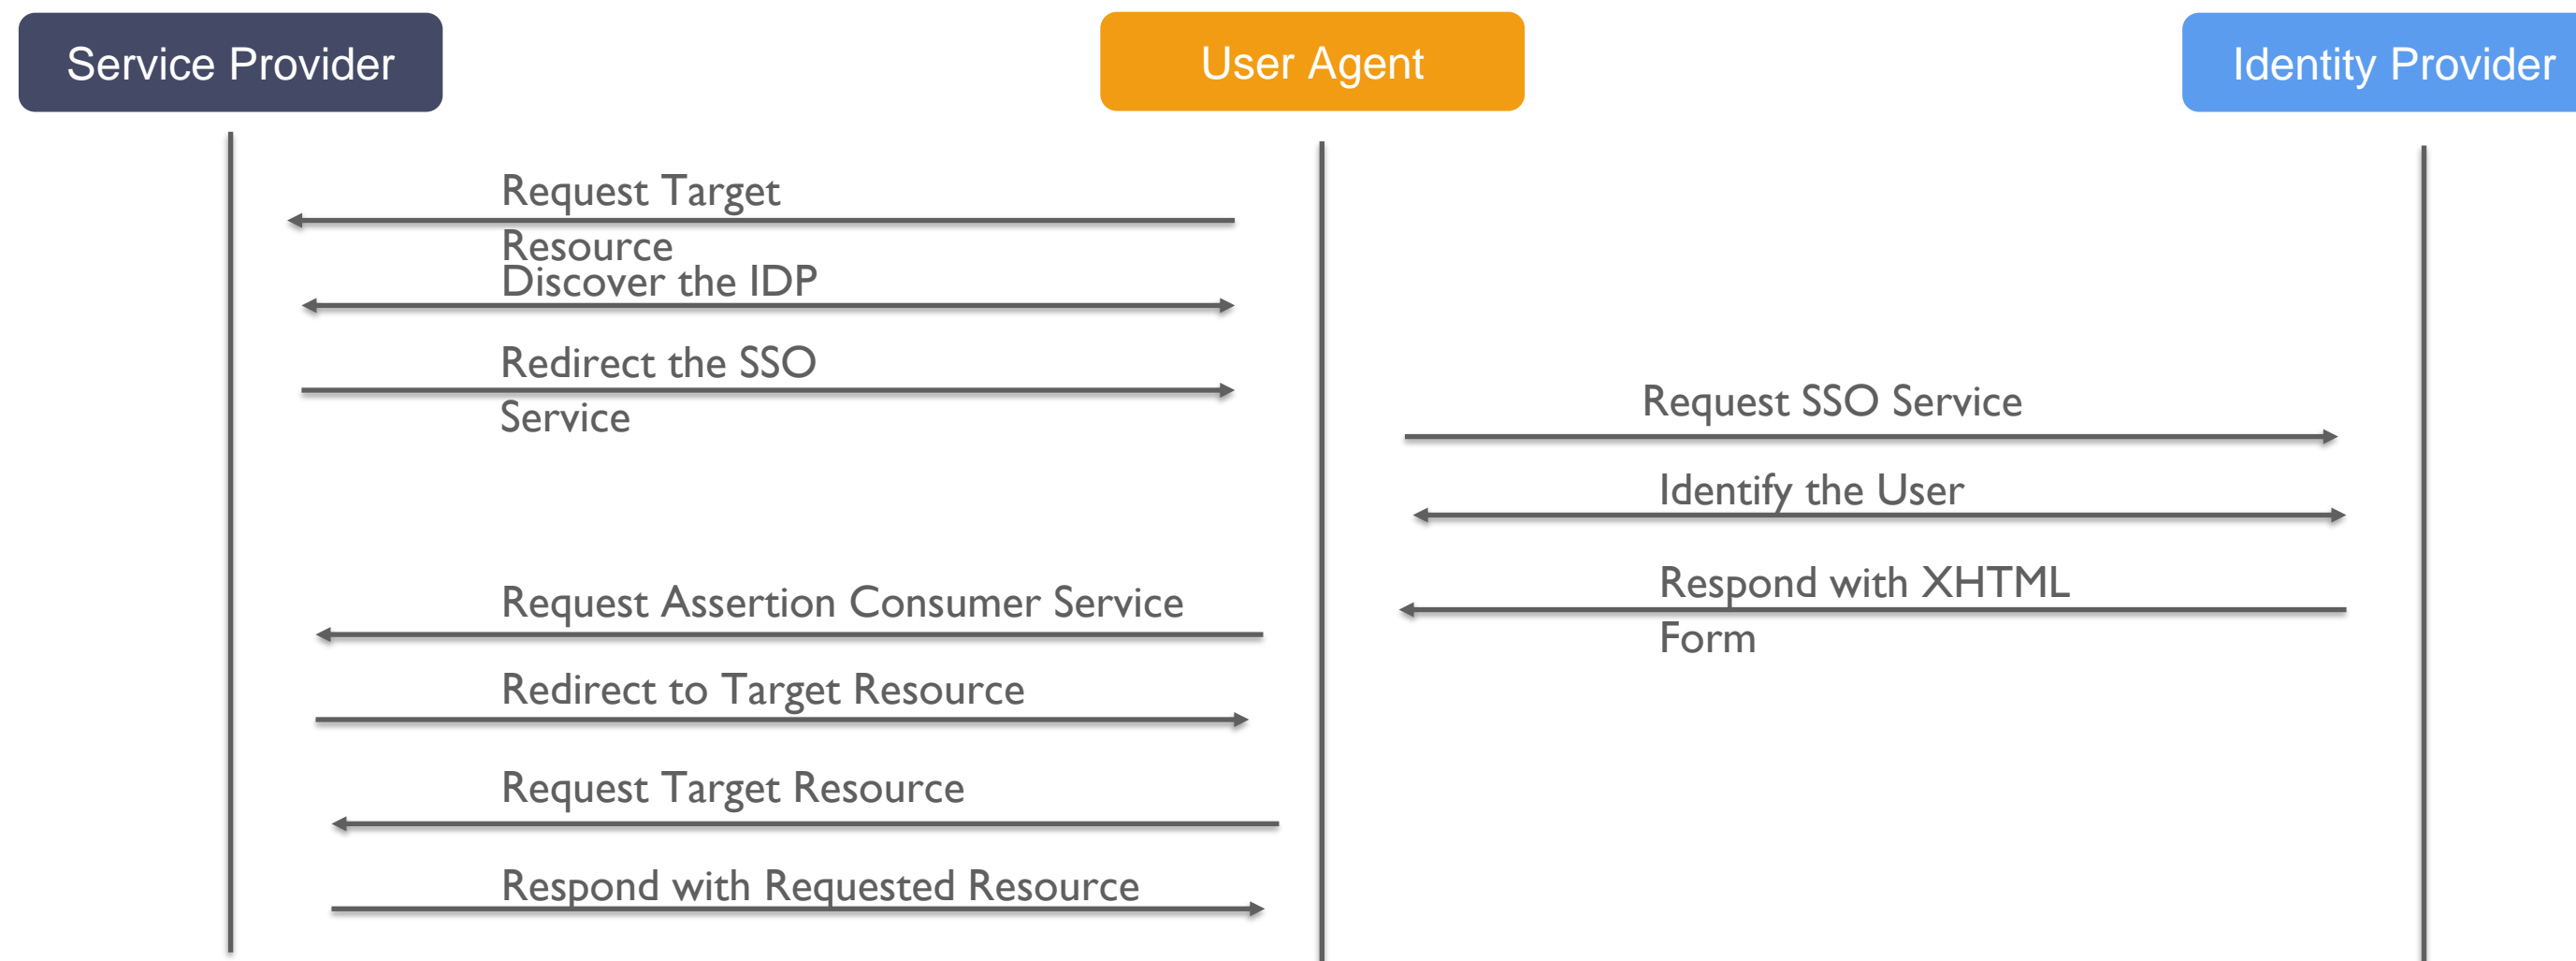 Service Provider
User Agent
Identity Provider
Request Target
Resource
Discover the IDP
Redirect the SSO
Service
Request SSO Service
Identify the User
Respond with XHTML
Form
Request Assertion Consumer Service
Redirect to Target Resource
Request Target Resource
Respond with Requested Resource